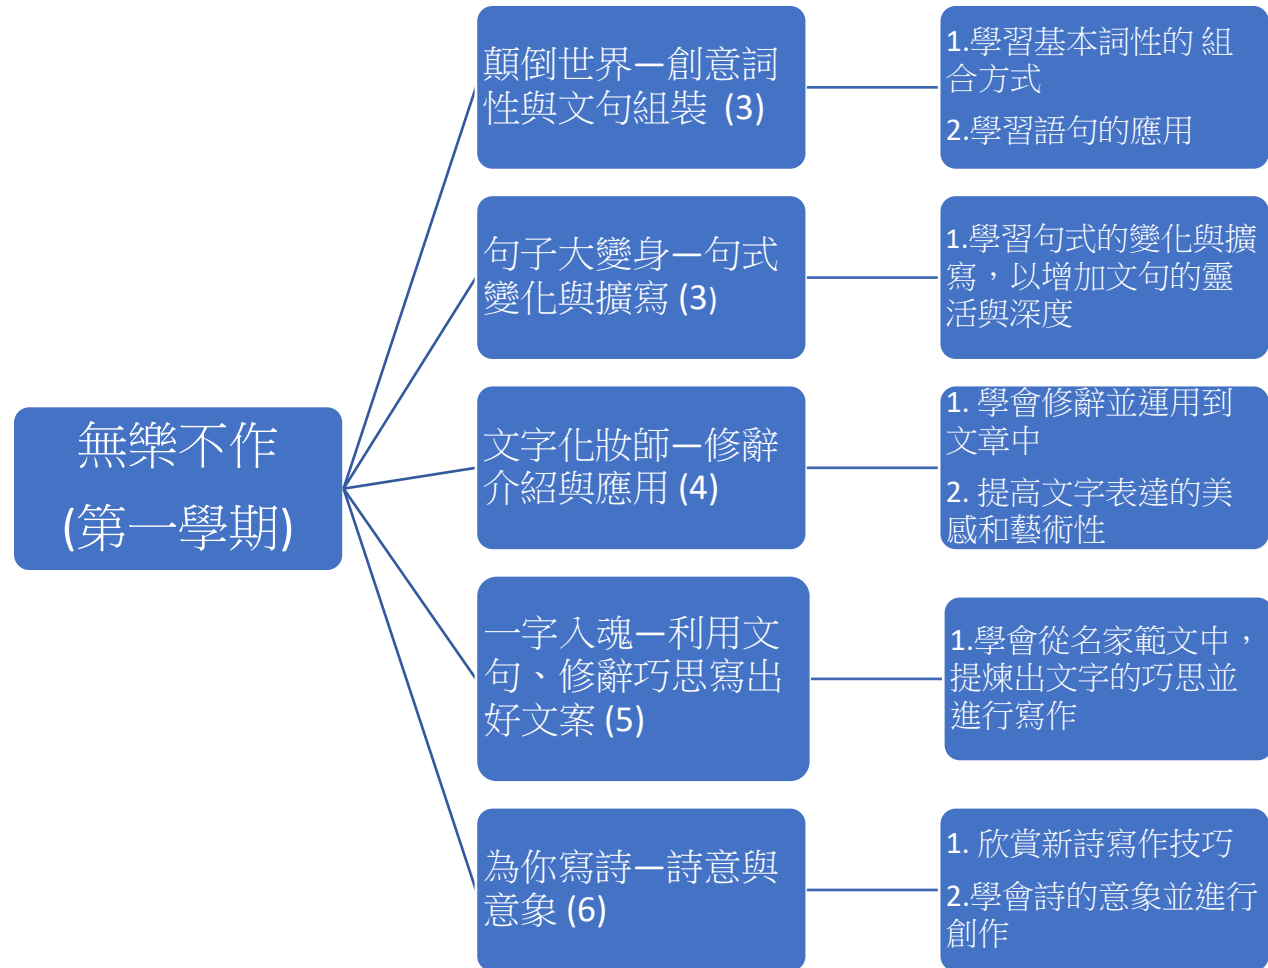 無樂不作
(第一學期)
顛倒世界—創意詞
性與文句組裝 (3)
1.學習基本詞性的 組
合方式
2.學習語句的應用
句子大變身—句式
變化與擴寫 (3)
1.學習句式的變化與擴
寫，以增加文句的靈
活與深度
文字化妝師—修辭
介紹與應用 (4)
1. 學會修辭並運用到
文章中
2. 提高文字表達的美
感和藝術性
一字入魂—利用文
句、修辭巧思寫出
好文案 (5)
1.學會從名家範文中，
提煉出文字的巧思並
進行寫作
為你寫詩—詩意與
意象 (6)
1. 欣賞新詩寫作技巧
2.學會詩的意象並進行
創作